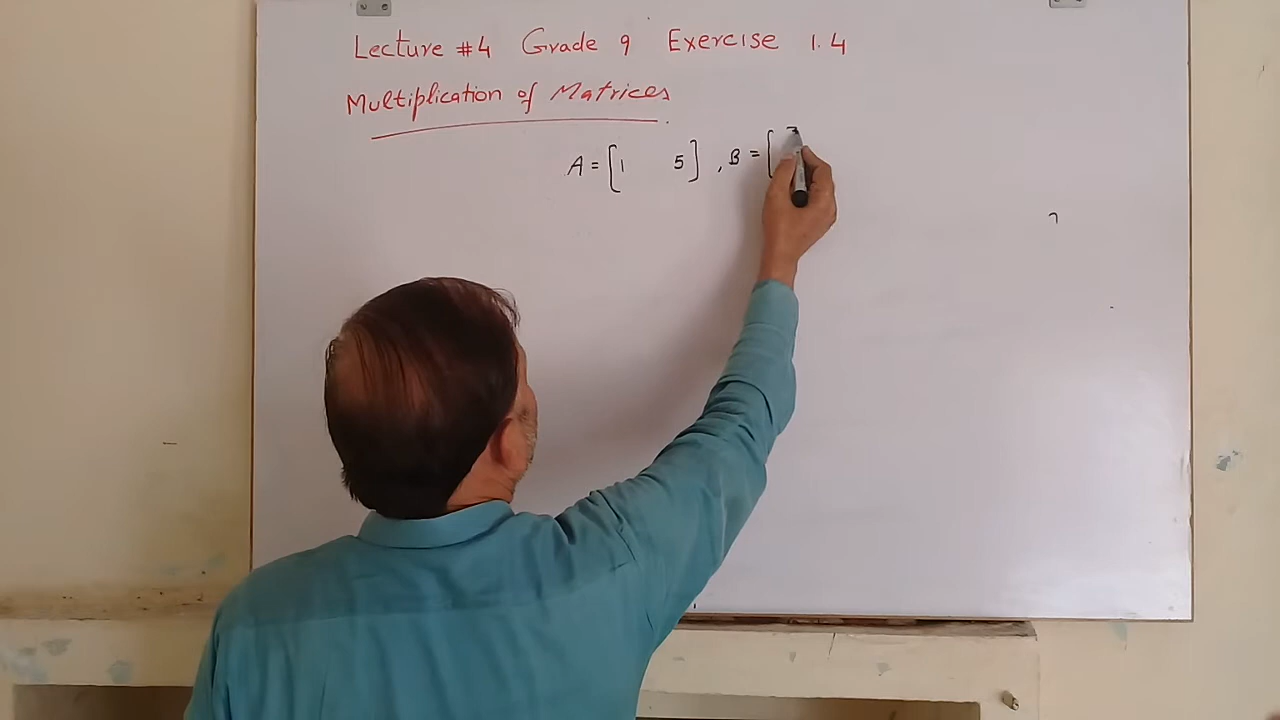 Lecture #4 Grade 9 Exercise 1.4
Multiplication of Matrices.
A = [1 5] , B = [